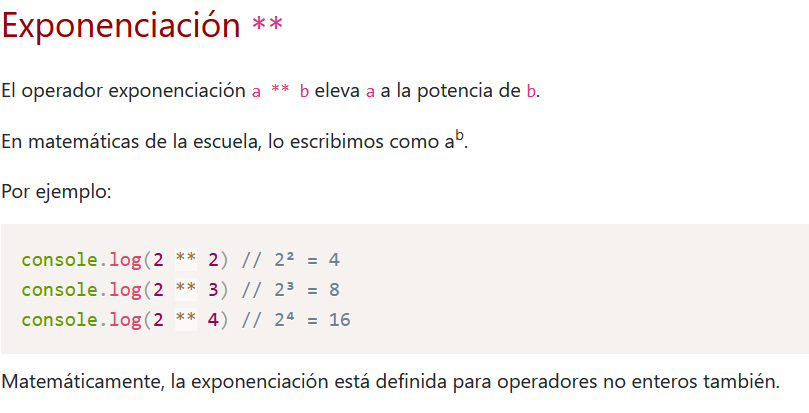 Exponenciación **
El operador exponenciación a ** b eleva a a la potencia de b.
En matemáticas de la escuela, lo escribimos como aᵇ.
Por ejemplo:
console.log(2 ** 2) // 2² = 4
console.log(2 ** 3) // 2³ = 8
console.log(2 ** 4) // 2⁴ = 16
Matemáticamente, la exponenciación está definida para operadores no enteros también.